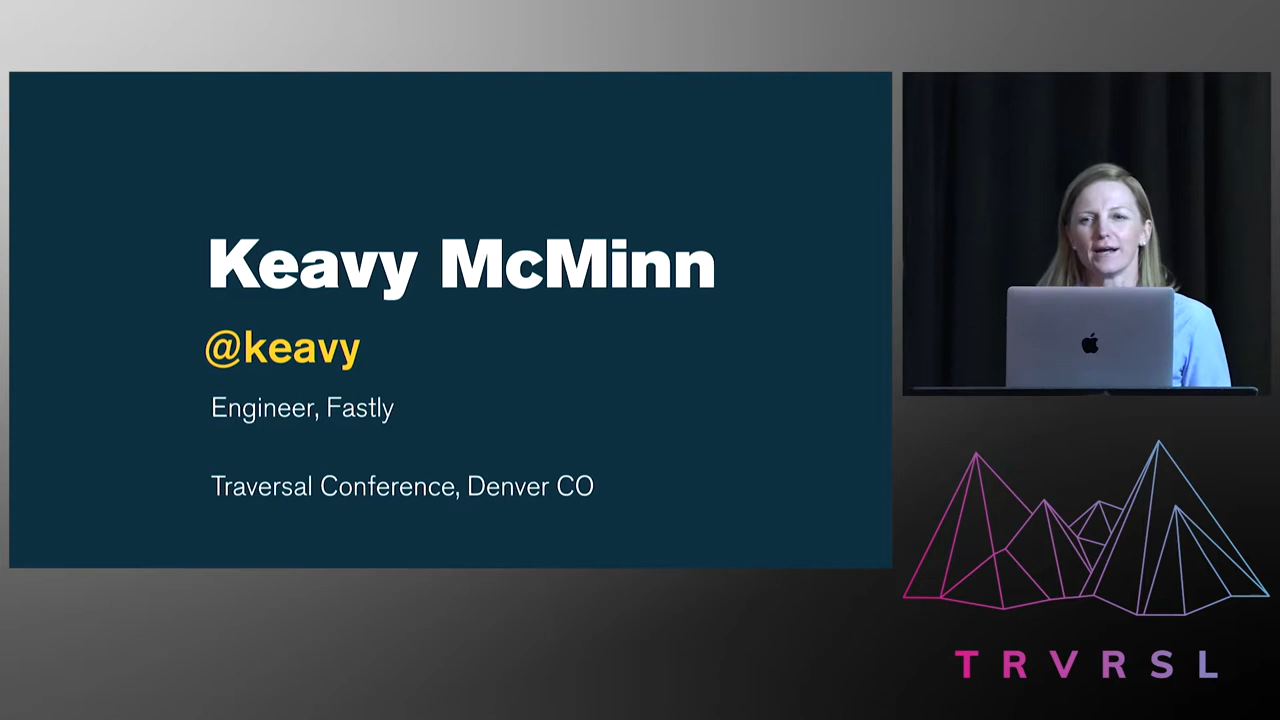 Keavy McMinn
@keavy
Engineer, Fastly
Traversal Conference, Denver CO
TRVRSL